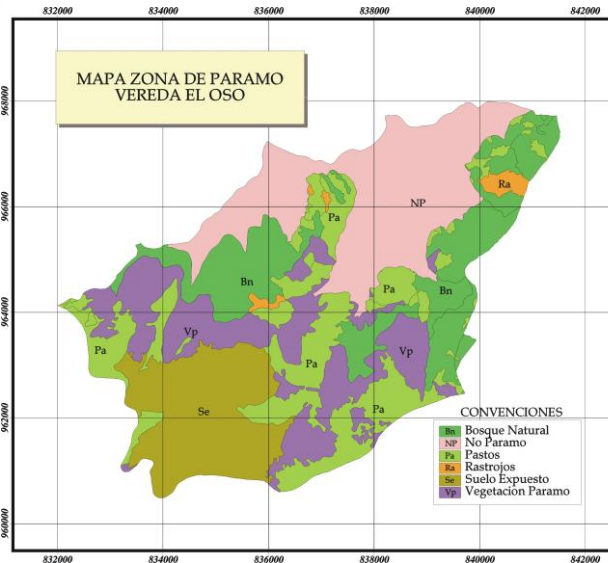 832000 834000 836000 838000 840000 842000
MAPA ZONA DE PARAMO
VEREDA EL OSO
968000
966000
964000
962000
960000
Ra
NP
Pa
Bn
Pa
Bn
Vp
Vp
Pa
Pa
Se
Pa
CONVENCIONES
Bn Bosque Natural
NP No Paramo
Pa Pastos
Ra Rastrojos
Se Suelo Expuesto
Vp Vegetacion Paramo
832000 834000 836000 838000 840000 842000